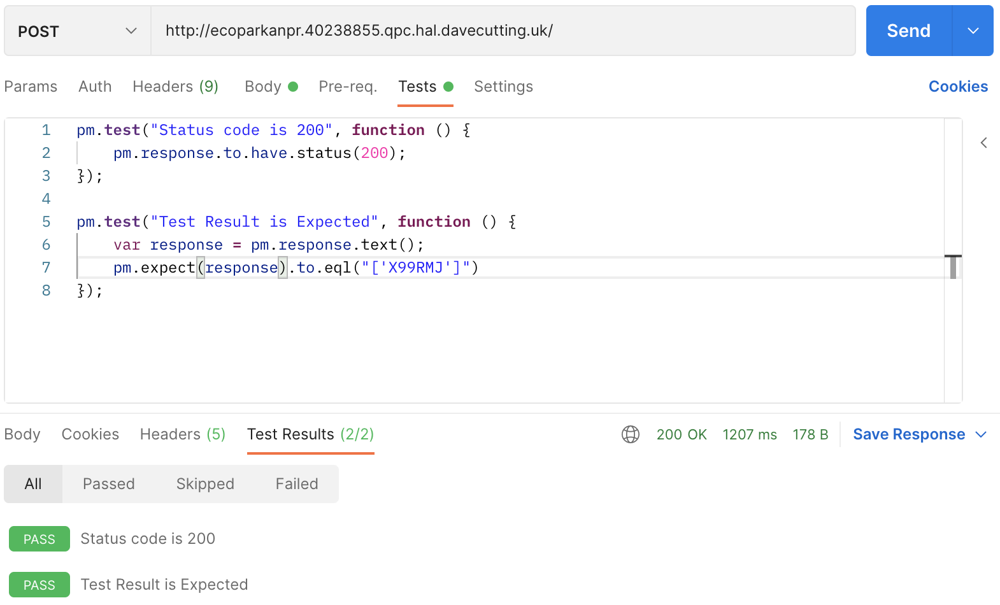 POST http://ecoparkanpr.40238855.qpc.hal.davecutting.uk/ Send
Params Auth Headers (9) Body Pre-req. Tests Settings Cookies
1 pm.test("Status code is 200", function () {
2 pm.response.to.have.status(200);
3 });
4
5 pm.test("Test Result is Expected", function () {
6 var response = pm.response.text();
7 pm.expect(response).to.eql("['X99RMJ']")
8 });
Body Cookies Headers (5) Test Results (2/2) 200 OK 1207 ms 178 B Save Response
All Passed Skipped Failed
PASS Status code is 200
PASS Test Result is Expected